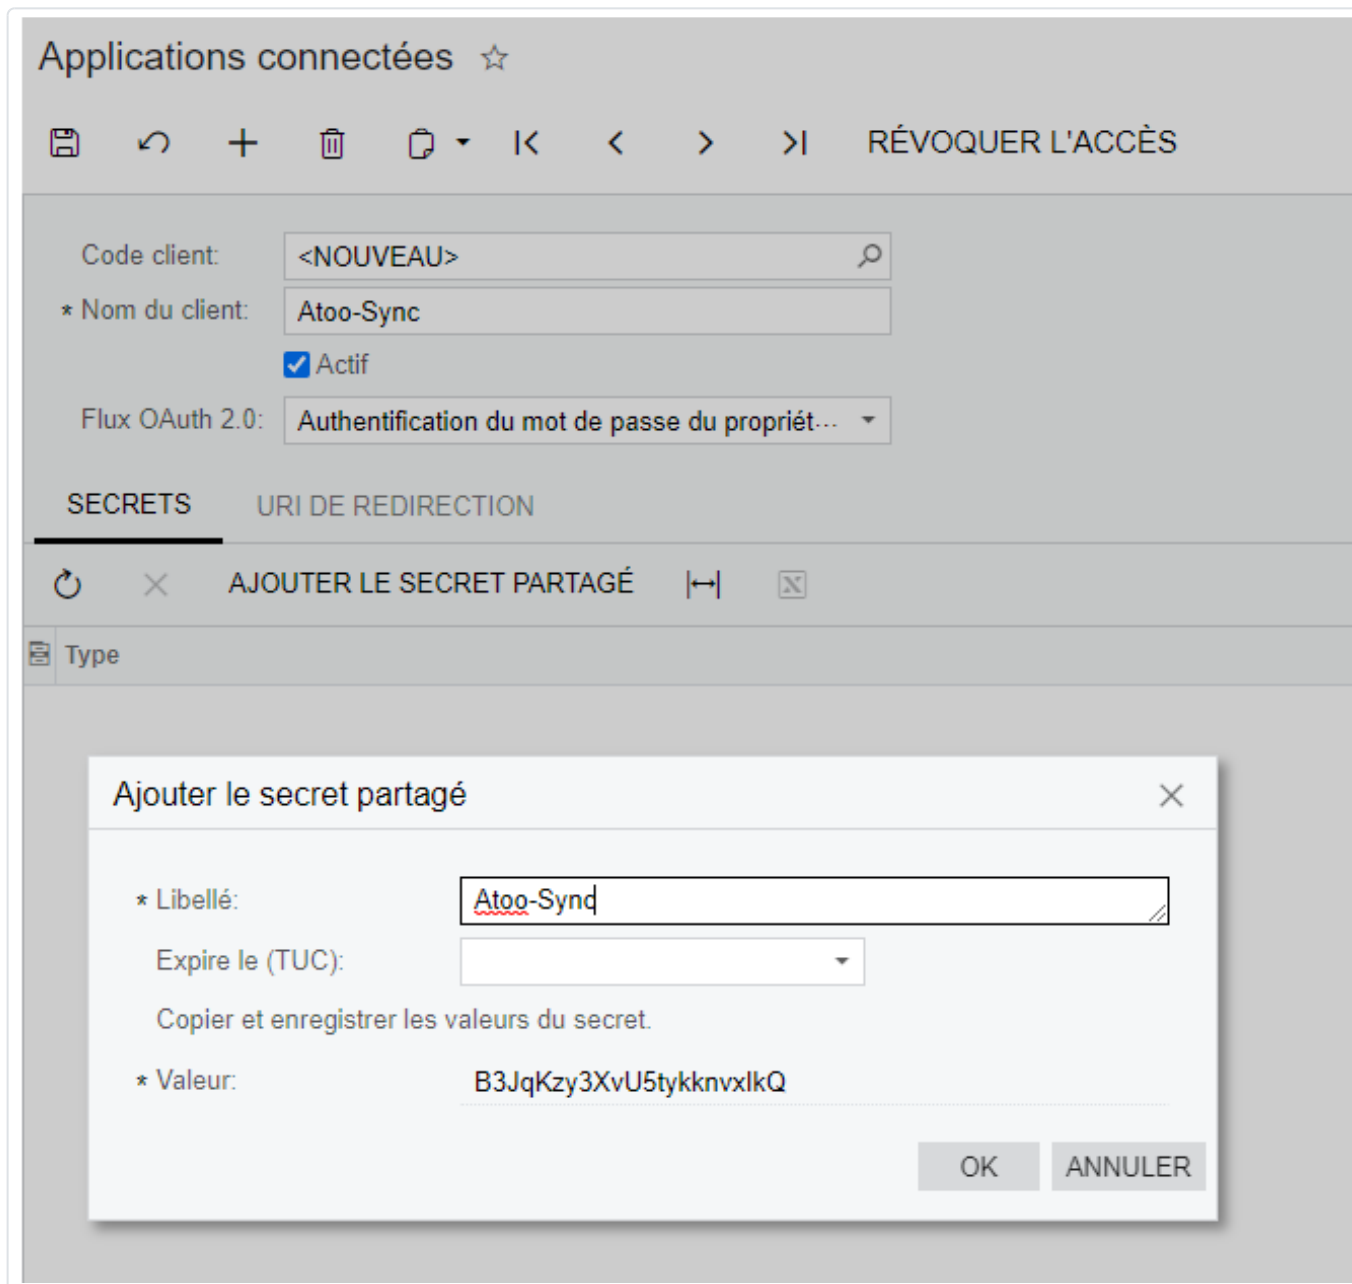 Applications connectées
RÉVOQUER L'ACCÈS
Code client: <NOUVEAU>
* Nom du client: Atoo-Sync
Actif
Flux OAuth 2.0: Authentification du mot de passe du propriét...
SECRETS URI DE REDIRECTION
AJOUTER LE SECRET PARTAGÉ
Type
Ajouter le secret partagé
* Libellé: Atoo-Sync
Expire le (TUC):
Copier et enregistrer les valeurs du secret.
* Valeur: B3JqKzy3XvU5tykknvxlkQ
OK ANNULER